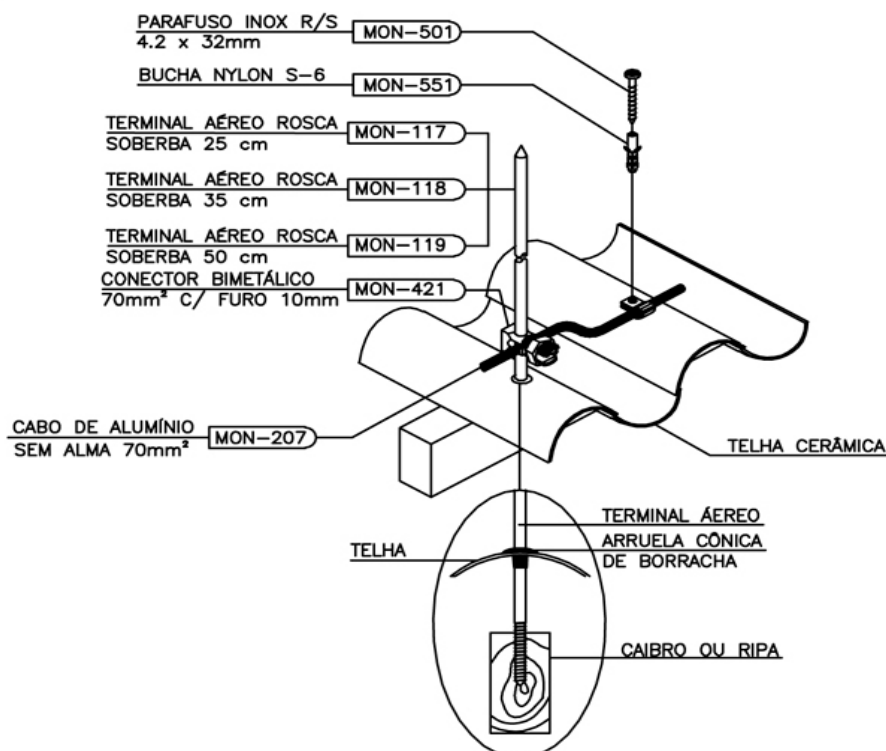 PARAFUSO INOX R/S
4.2 x 32mm
MON-501
BUCHA NYLON S-6
MON-551
TERMINAL AÉREO ROSCA
SOBERBA 25 cm
MON-117
TERMINAL AÉREO ROSCA
SOBERBA 35 cm
MON-118
TERMINAL AÉREO ROSCA
SOBERBA 50 cm
MON-119
CONECTOR BIMETÁLICO
70mm² C/ FURO 10mm
MON-421
CABO DE ALUMÍNIO
SEM ALMA 70mm²
MON-207
TELHA CERÂMICA
TERMINAL ÁEREO
TELHA
ARRUELA CÔNICA
DE BORRACHA
CAIBRO OU RIPA